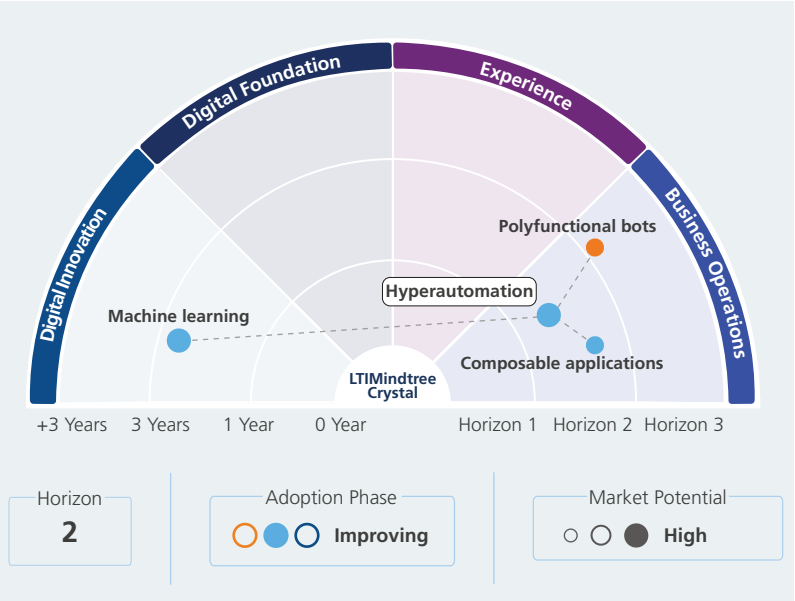 Digital Foundation
Experience
Digital Innovation
Business Operations
Polyfunctional bots
Hyperautomation
Machine learning
Composable applications
LTIMindtree
Crystal
+3 Years 3 Years 1 Year 0 Year Horizon 1 Horizon 2 Horizon 3
Horizon
2
Adoption Phase
Improving
Market Potential
High